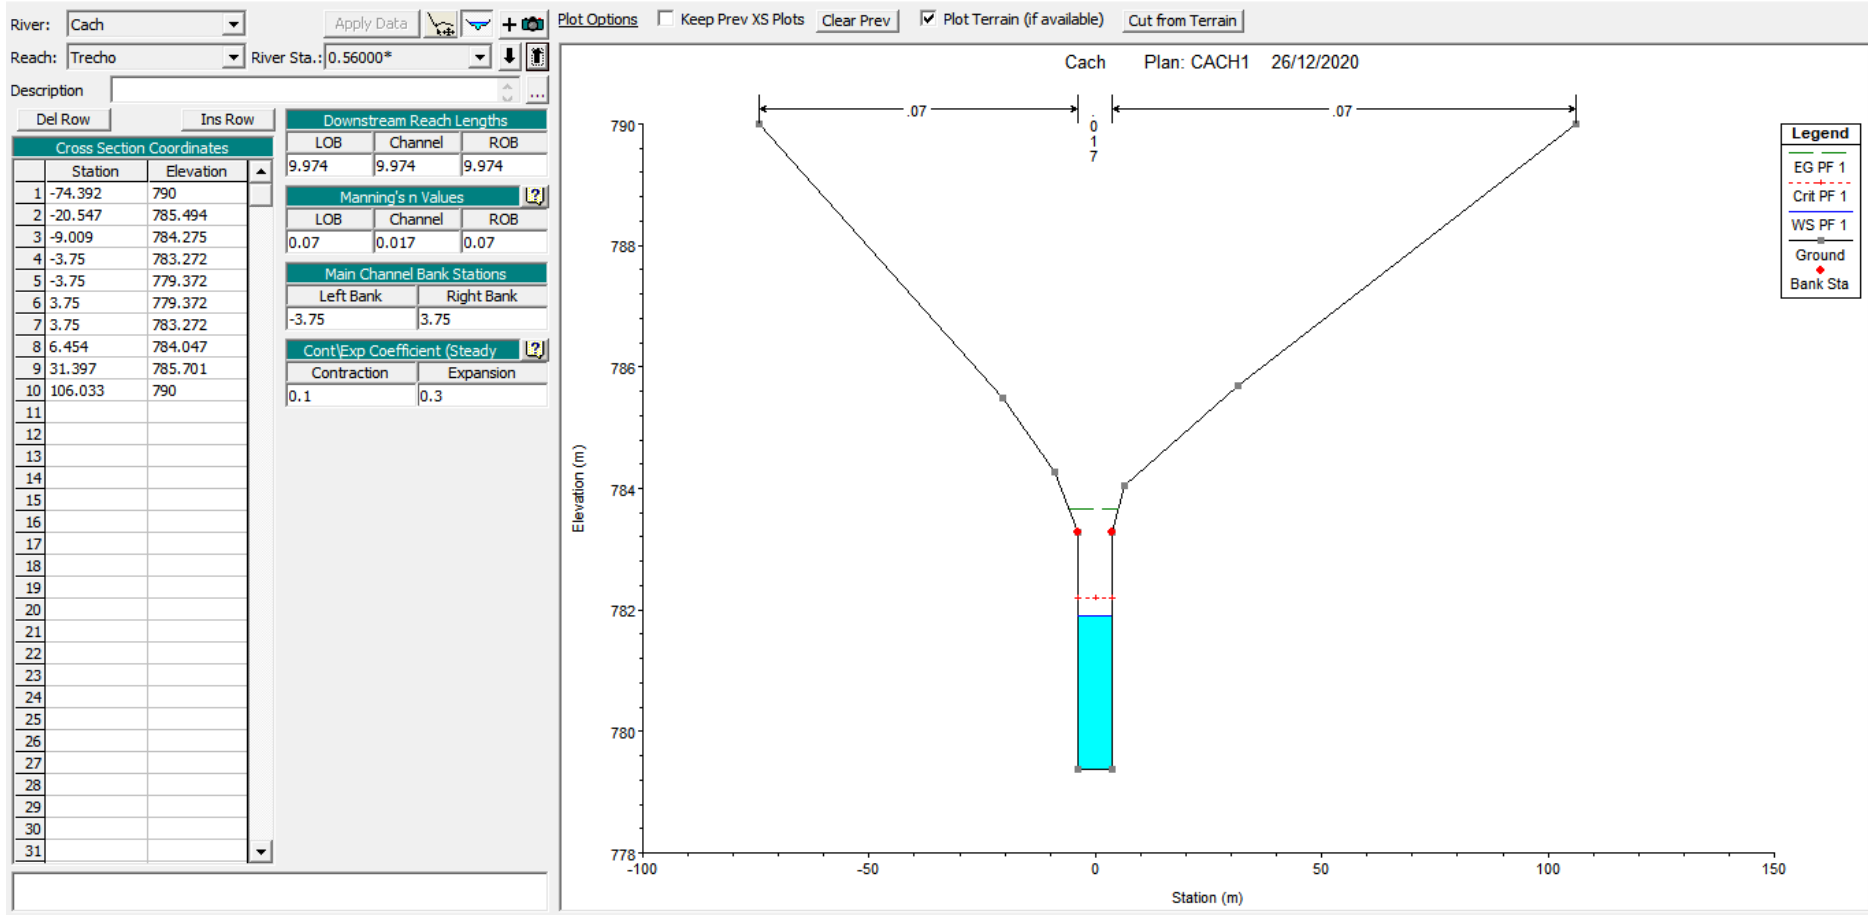 River: Cach Apply Data
Reach: Trecho River Sta.: 0.56000*
Description ...
Del Row Ins Row
Cross Section Coordinates
Station Elevation
1 -74.392 790
2 -20.547 785.494
3 -9.009 784.275
4 -3.75 783.272
5 -3.75 779.372
6 3.75 779.372
7 3.75 783.272
8 6.454 784.047
9 31.397 785.701
10 106.033 790
11
12
13
14
15
16
17
18
19
20
21
22
23
24
25
26
27
28
29
30
31
Downstream Reach Lengths
LOB Channel ROB
9.974 9.974 9.974
Manning's n Values
LOB Channel ROB
0.07 0.017 0.07
Main Channel Bank Stations
Left Bank Right Bank
-3.75 3.75
Cont\Exp Coefficient (Steady
Contraction Expansion
0.1 0.3
Plot Options Keep Prev XS Plots Clear Prev Plot Terrain (if available) Cut from Terrain
Cach Plan: CACH1 26/12/2020
.07 .017 .07
790
788
786
784
782
780
778
Elevation (m)
-100 -50 0 50 100 150
Station (m)
Legend
EG PF 1
Crit PF 1
WS PF 1
Ground
Bank Sta